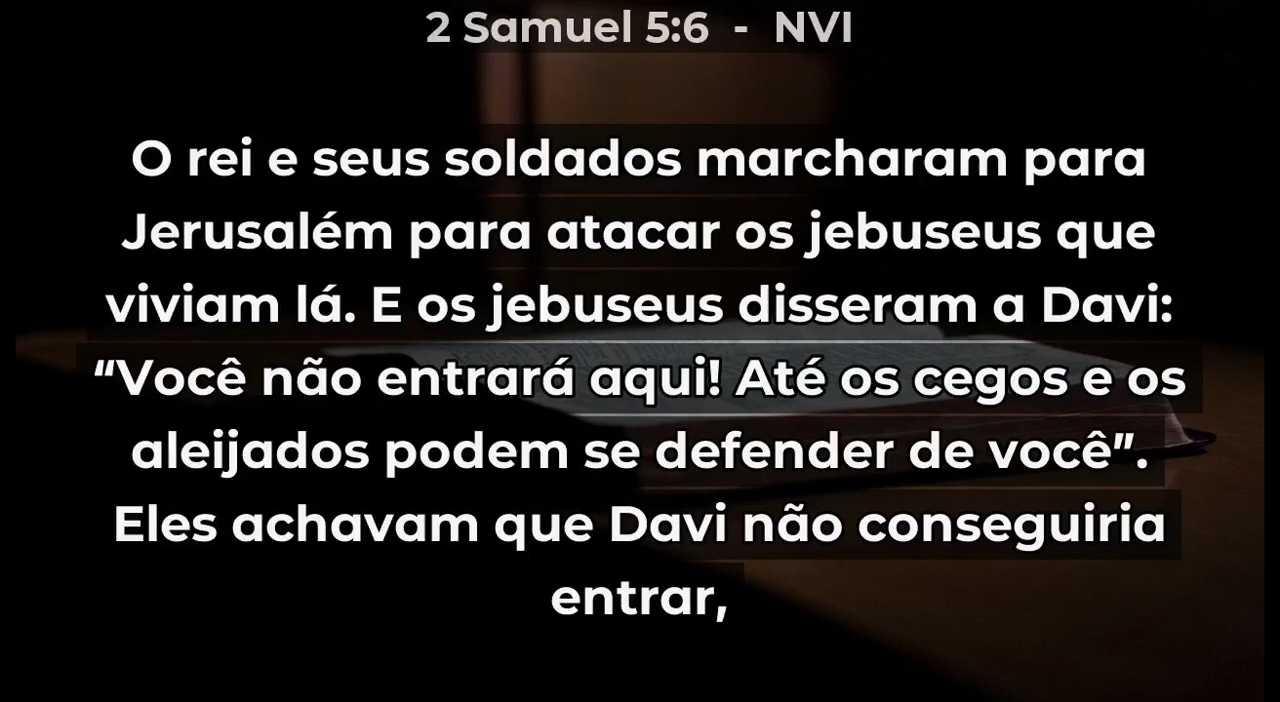 2 Samuel 5:6 - NVI
O rei e seus soldados marcharam para
Jerusalém para atacar os jebuseus que
viviam lá. E os jebuseus disseram a Davi:
“Você não entrará aqui! Até os cegos e os
aleijados podem se defender de você”.
Eles achavam que Davi não conseguiria
entrar,